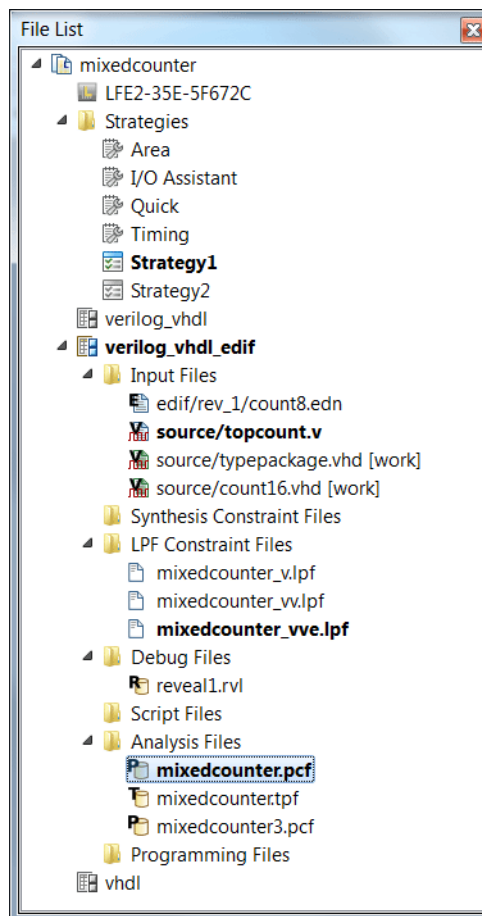 File List
mixedcounter
LFE2-35E-5F672C
Strategies
Area
I/O Assistant
Quick
Timing
Strategy1
Strategy2
verilog_vhdl
verilog_vhdl_edif
Input Files
edif/rev_1/count8.edn
source/topcount.v
source/typepackage.vhd [work]
source/count16.vhd [work]
Synthesis Constraint Files
LPF Constraint Files
mixedcounter_v.lpf
mixedcounter_vv.lpf
mixedcounter_vve.lpf
Debug Files
reveal1.rvl
Script Files
Analysis Files
mixedcounter.pcf
mixedcounter.tpf
mixedcounter3.pcf
Programming Files
vhdl